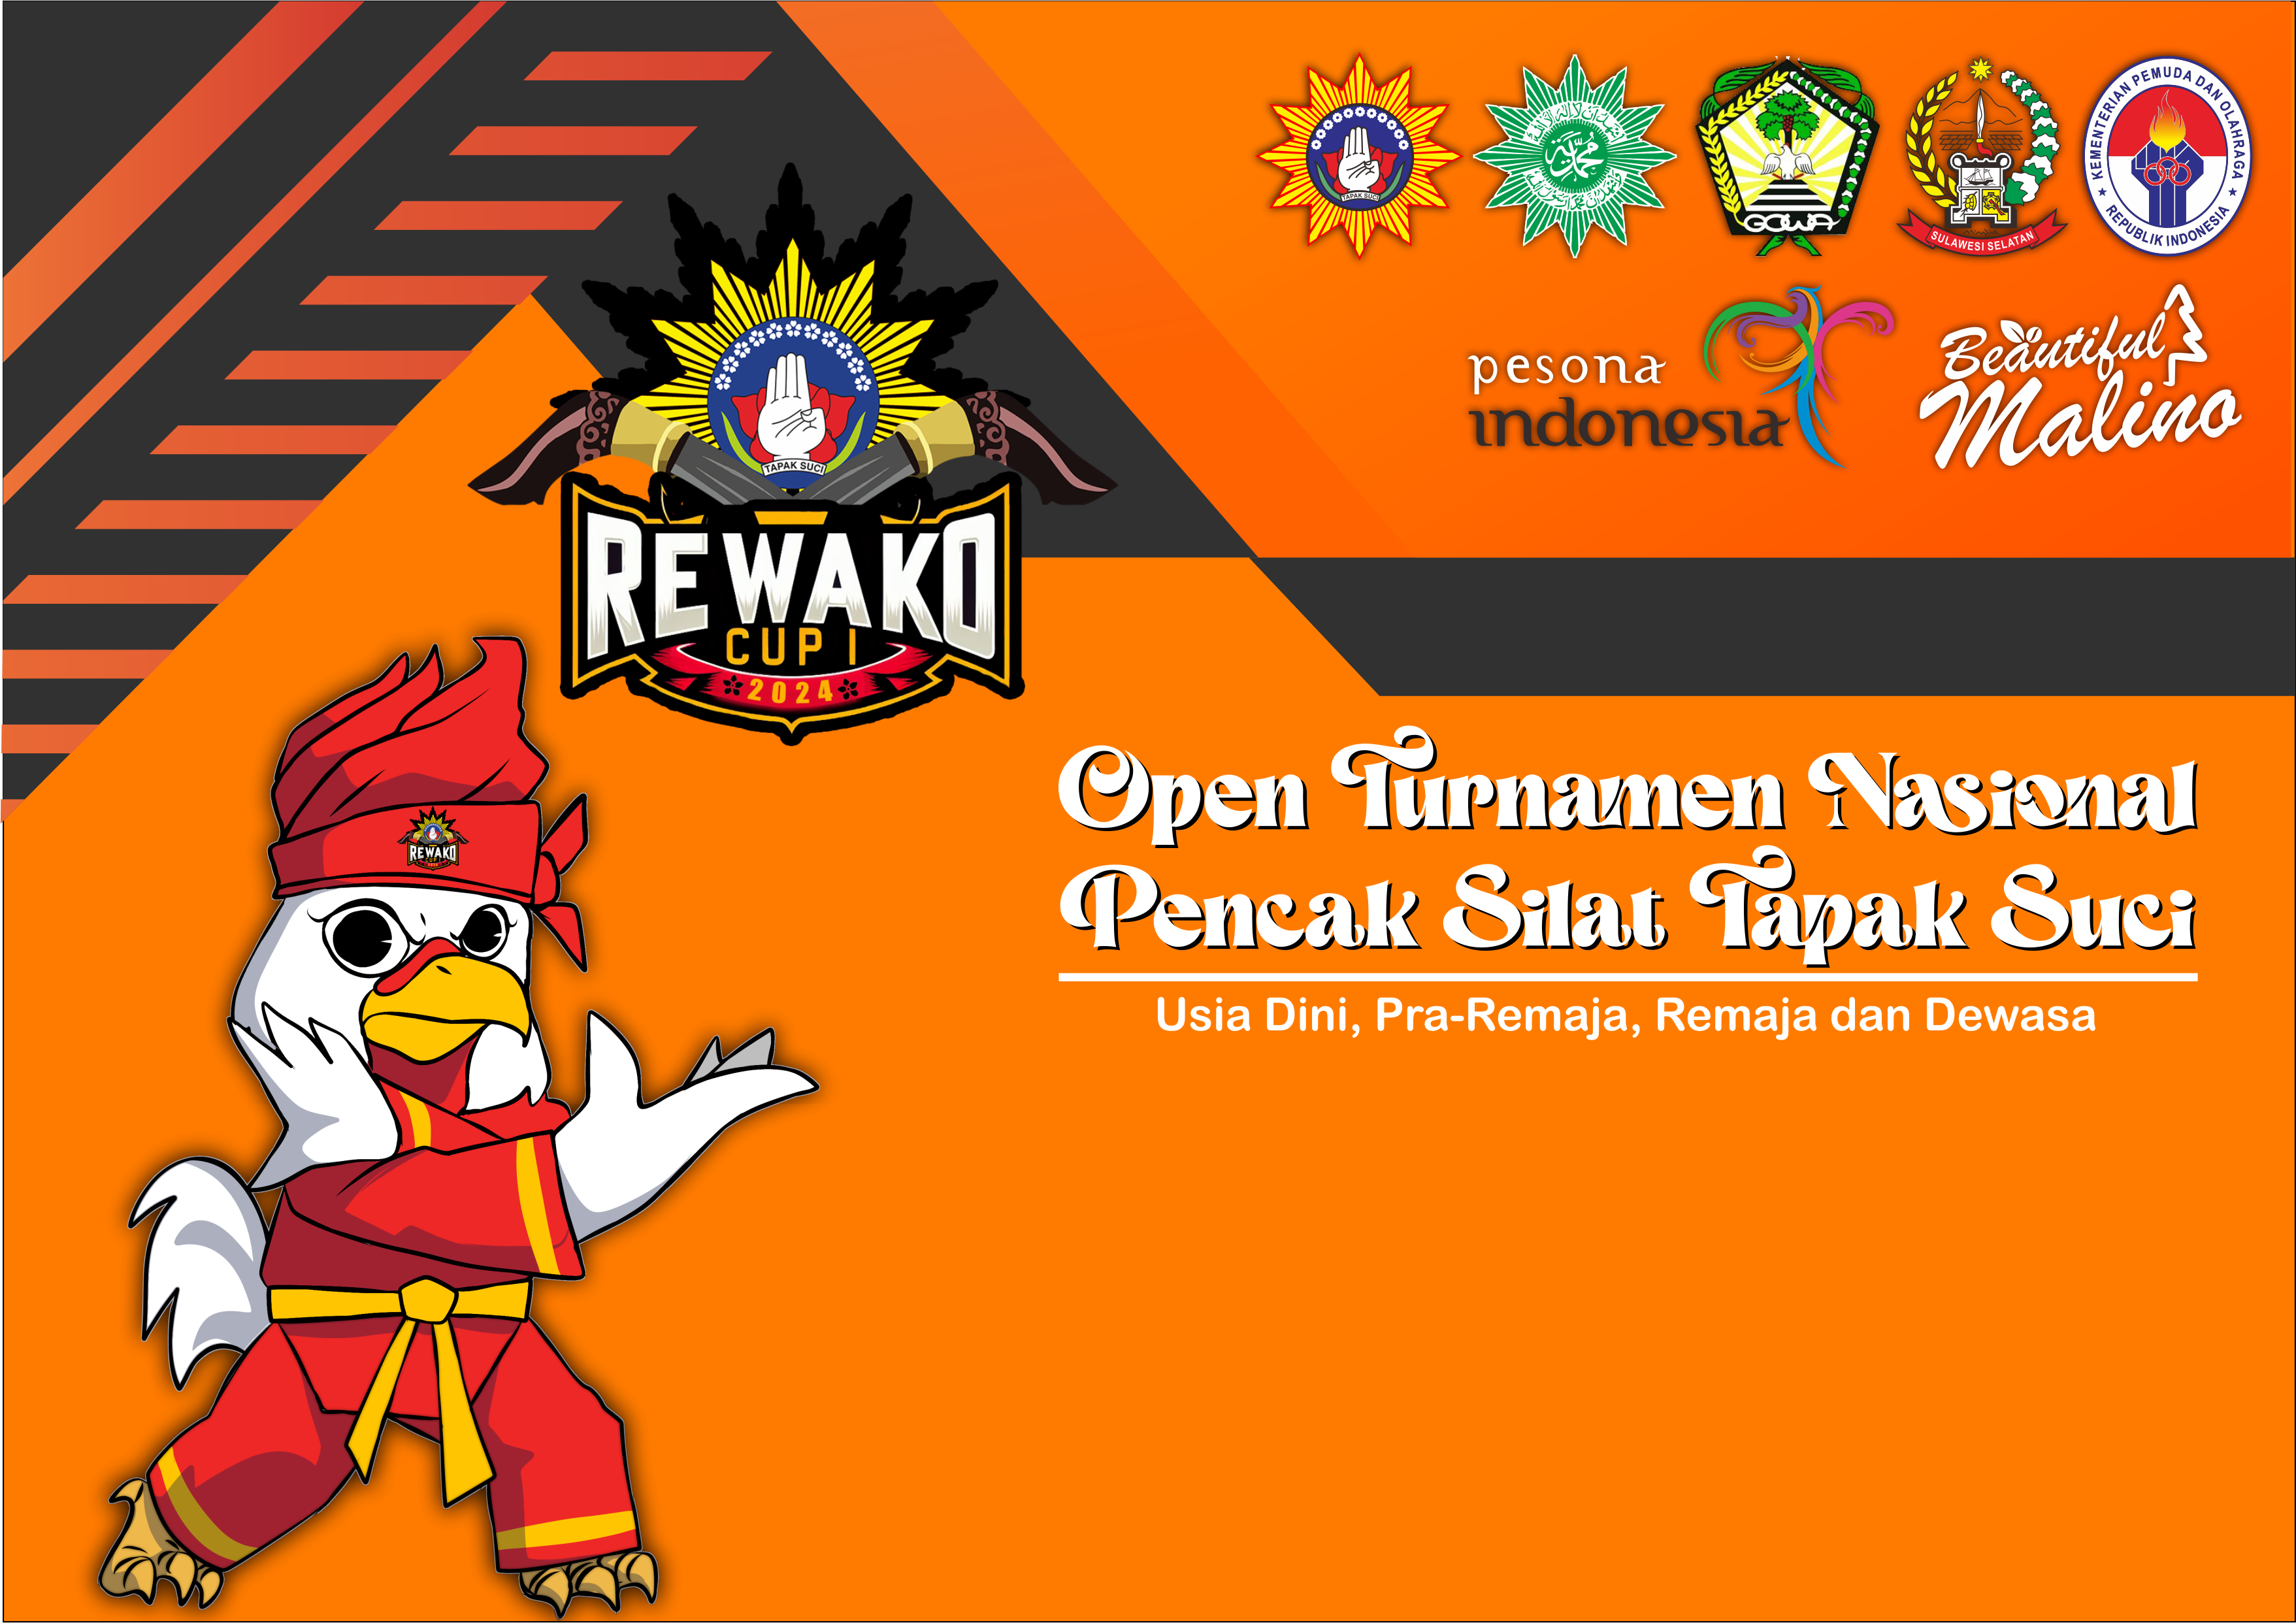 TAPAK SUCI
GOWA
SULAWESI SELATAN
KEMENTERIAN PEMUDA DAN OLAHRAGA
REPUBLIK INDONESIA
pesona
indonesia
Beautiful
Malino
TAPAK SUCI
REWAKO
CUP I
2024
Open Turnamen Nasional
Pencak Silat Tapak Suci
Usia Dini, Pra-Remaja, Remaja dan Dewasa
REWAKO